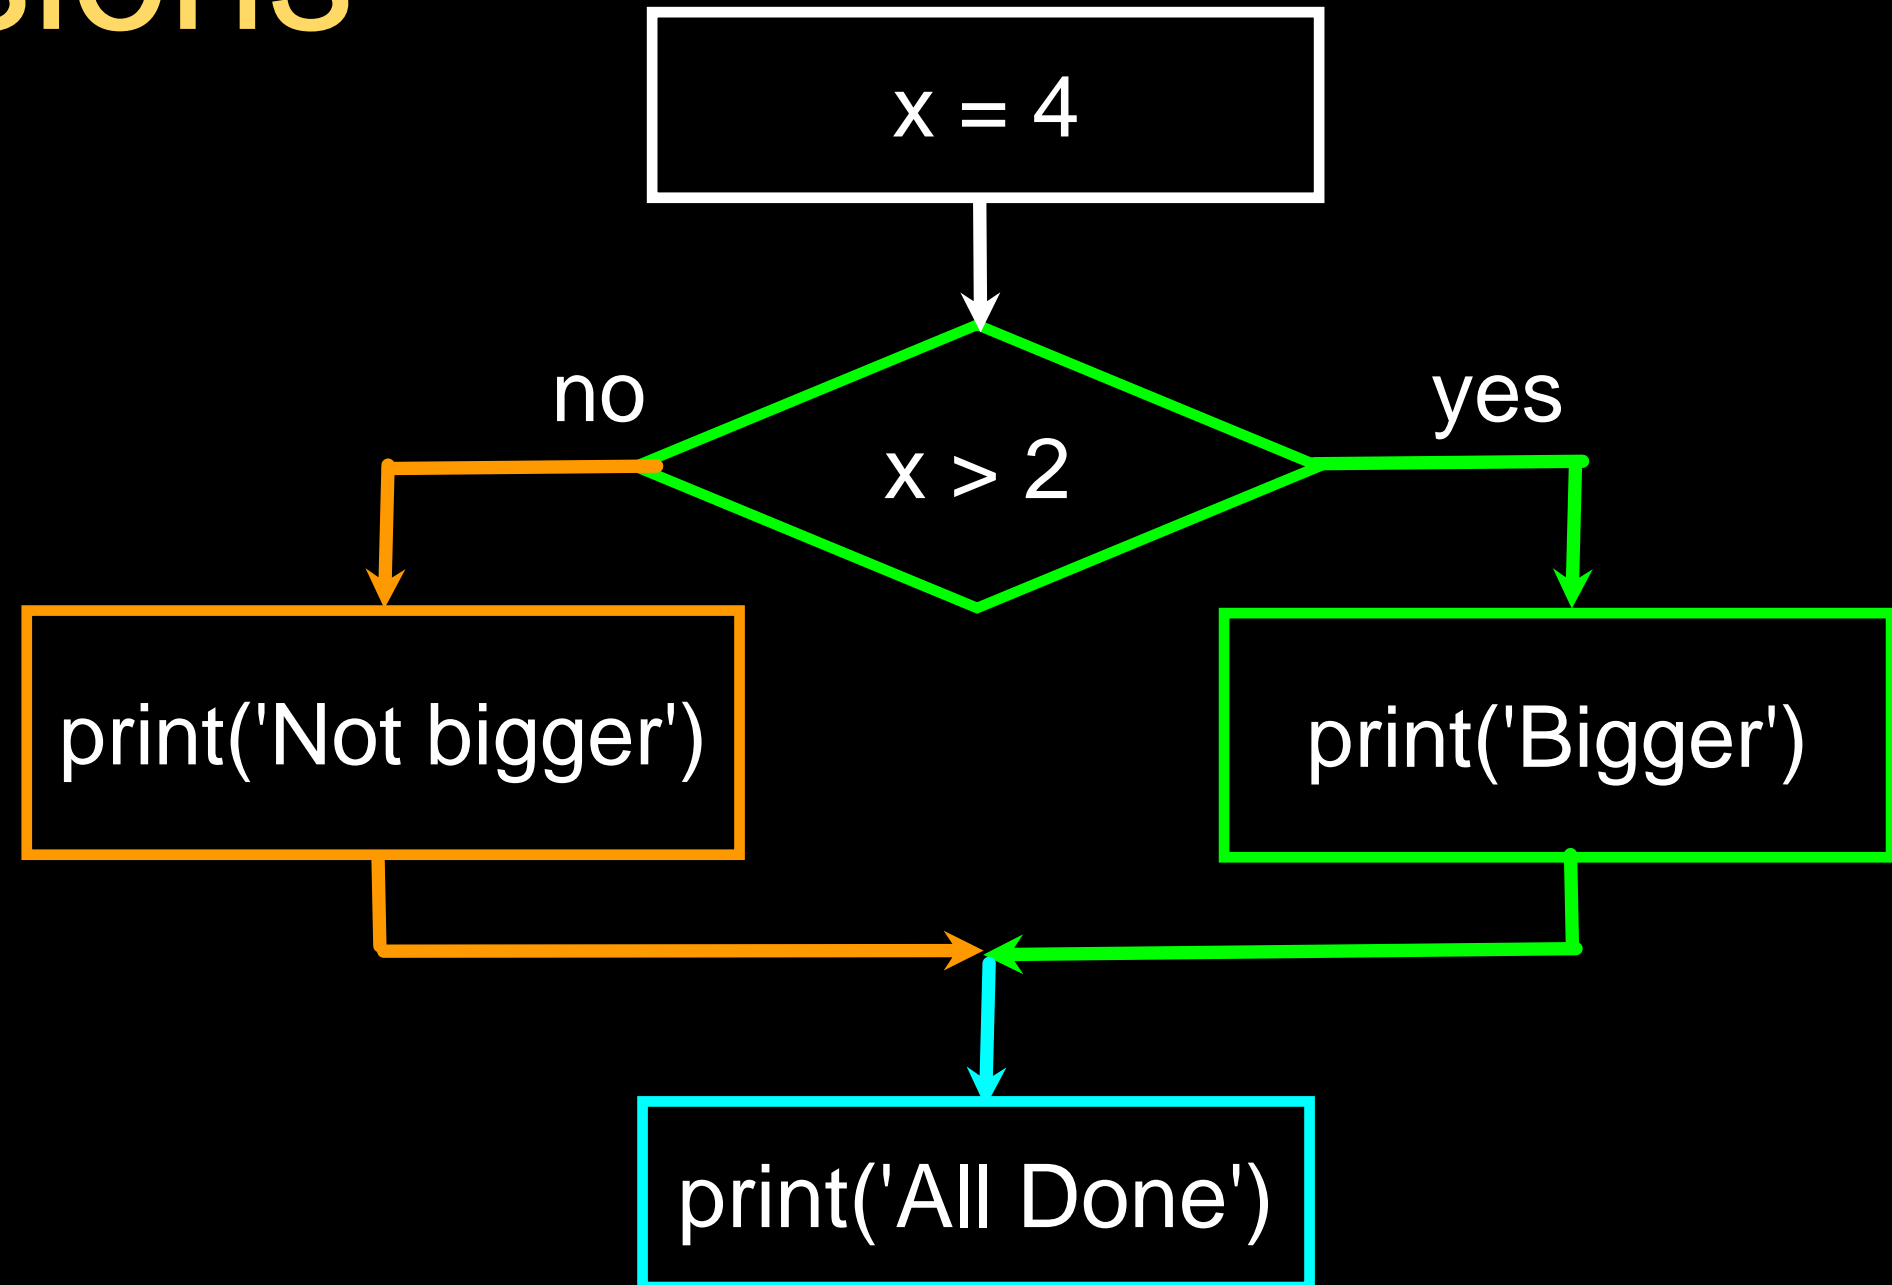 x = 4
no
yes
x > 2
print('Not bigger')
print('Bigger')
print('All Done')